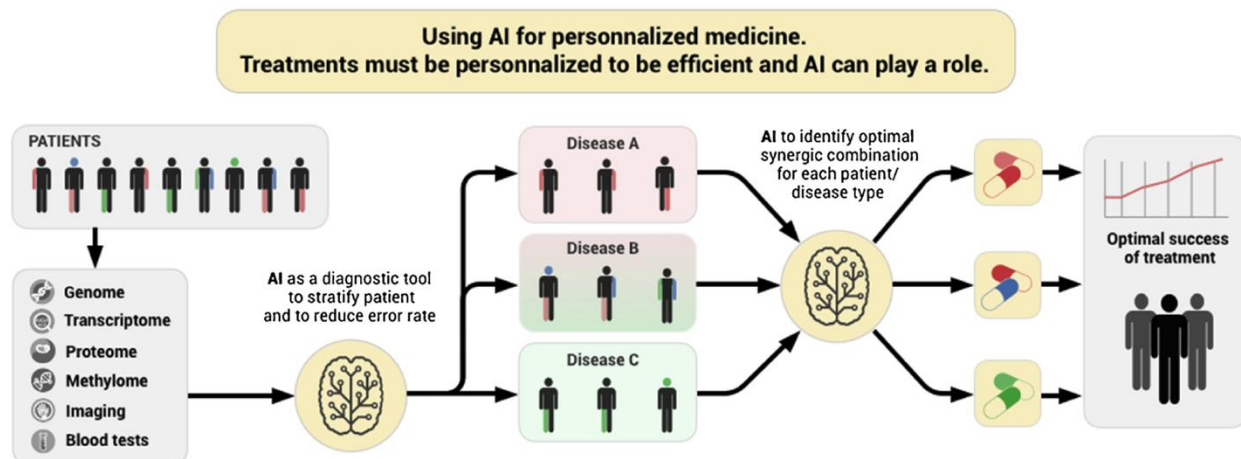 Using AI for personnalized medicine.
Treatments must be personnalized to be efficient and AI can play a role.
PATIENTS
Genome
Transcriptome
Proteome
Methylome
Imaging
Blood tests
AI as a diagnostic tool
to stratify patient
and to reduce error rate
Disease A
Disease B
Disease C
AI to identify optimal
synergic combination
for each patient/
disease type
Optimal success
of treatment